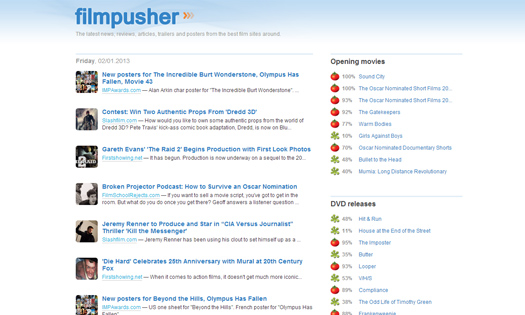 filmpusher
The latest news, reviews, articles, trailers and posters from the best film sites around.
Friday, 02/01.2013
New posters for The Incredible Burt Wonderstone, Olympus Has
Fallen, Movie 43
IMPAwards.com — Alan Arkin char poster for "The Incredible Burt Wonderstone". ...
Contest: Win Two Authentic Props From 'Dredd 3D'
Slashfilm.com — How would you like to own some authentic props from the world of
Dredd 3D? Pete Travis' kick-ass comic book adaptation, Dredd, is now on Blu...
Gareth Evans' 'The Raid 2' Begins Production with First Look Photos
Firstshowing.net — It has begun. Production is now underway on a sequel to the 20...
Broken Projector Podcast: How to Survive an Oscar Nomination
FilmSchoolRejects.com — If you want to sell a movie script, you've got to get in the
room. But what do you do once you get there? Geoff answers a listener question ...
Jeremy Renner to Produce and Star in "CIA Versus Journalist"
Thriller 'Kill the Messenger'
Slashfilm.com — Jeremy Renner has been using his clout to set himself up as a ...
'Die Hard' Celebrates 25th Anniversary with Mural at 20th Century
Fox
Firstshowing.net — When it comes to action films, it doesn't get much more iconic...
New posters for Beyond the Hills, Olympus Has Fallen
IMPAwards.com — US one sheet for "Beyond the Hills". French poster for "Olympus
Has Fallen"
Opening movies
100% Sound City
100% The Oscar Nominated Short Films 20...
93% The Oscar Nominated Short Films 20...
92% The Gatekeepers
77% Warm Bodies
50% Girls Against Boys
70% Oscar Nominated Documentary Shorts
48% Bullet to the Head
40% Murnia: Long Distance Revolutionary
DVD releases
48% Hit & Run
11% House at the End of the Street
95% The Imposter
35% Butter
93% Looper
53% V/H/S
89% Compliance
38% The Odd Life of Timothy Green
Frankenweenie